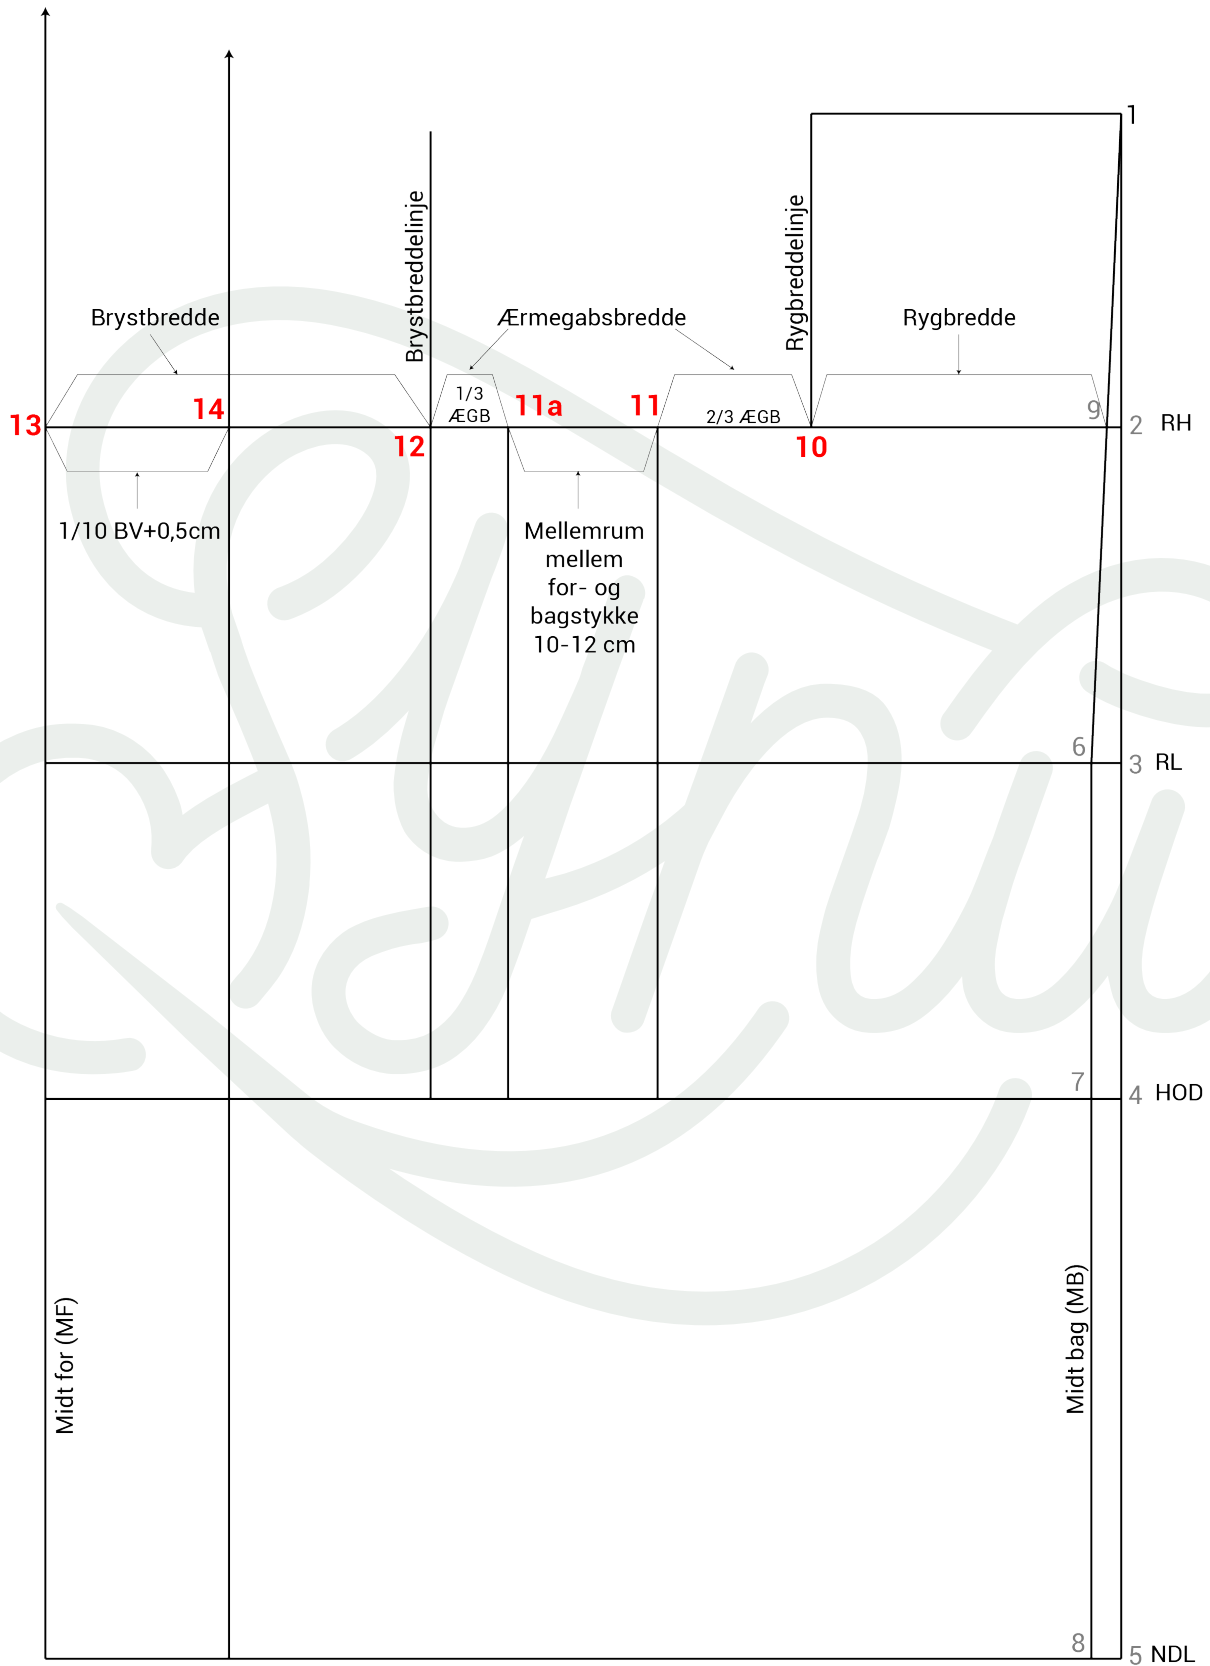 1
Brystbreddelinje
Rygbreddelinje
Brystbredde
Ærmegabsbredde
Rygbredde
1/3
ÆGB
13
14
12
11a
11
2/3 ÆGB
10
9
2 RH
1/10 BV+0,5cm
Mellemrum
mellem
for- og
bagstykke
10-12 cm
6
3 RL
7
4 HOD
Midt for (MF)
Midt bag (MB)
8
5 NDL
Synu